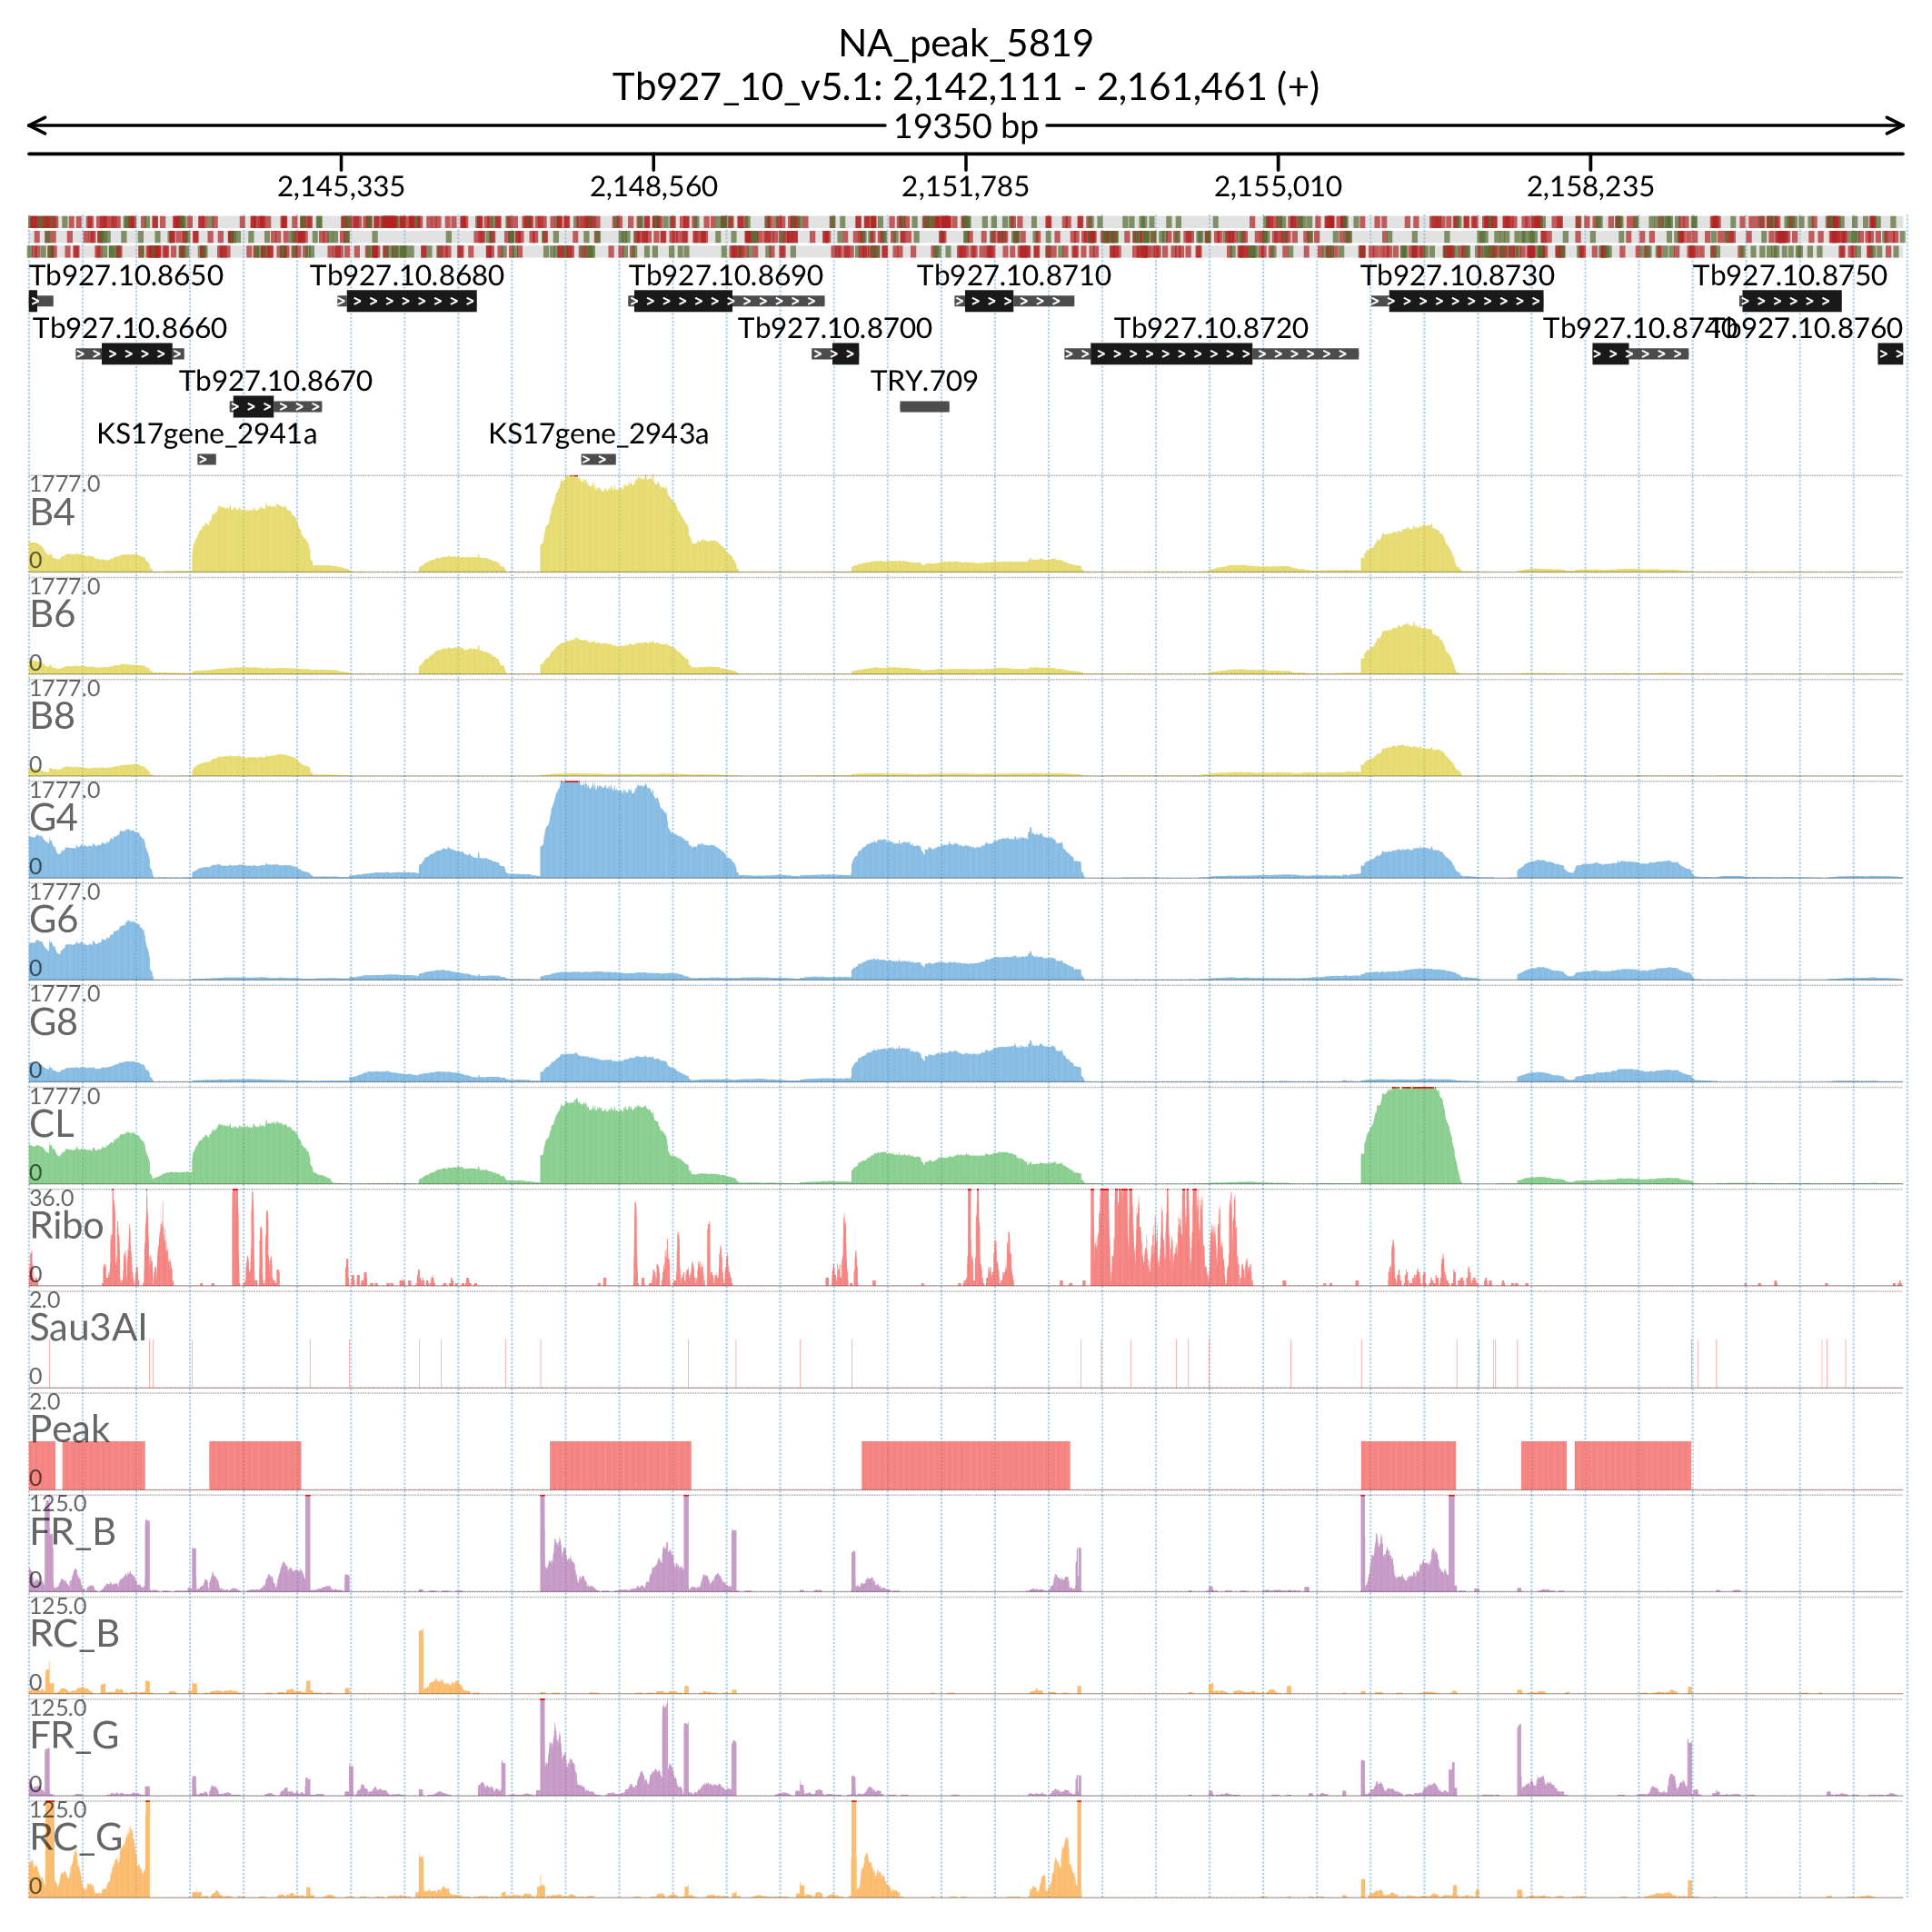 NA_peak_5819
Tb927_10_v5.1: 2,142,111 - 2,161,461 (+)
19350 bp
2,145,335 2,148,560 2,151,785 2,155,010 2,158,235
Tb927.10.8650 Tb927.10.8680 Tb927.10.8690 Tb927.10.8710 Tb927.10.8730 Tb927.10.8750
Tb927.10.8660 Tb927.10.8700 Tb927.10.8720 Tb927.10.8740 Tb927.10.8760
Tb927.10.8670 TRY.709
KS17gene_2941a KS17gene_2943a
1777.0
B4
0
1777.0
B6
0
1777.0
B8
0
1777.0
G4
0
1777.0
G6
0
1777.0
G8
0
1777.0
CL
0
36.0
Ribo
0
2.0
Sau3AI
0
2.0
Peak
0
125.0
FR_B
0
125.0
RC_B
0
125.0
FR_G
0
125.0
RC_G
0